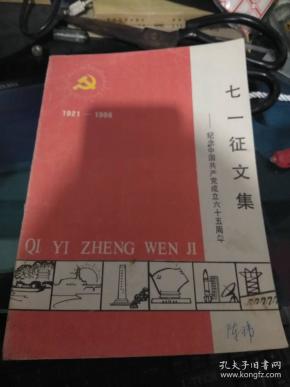 1921—1986
七一征文集
——纪念中国共产党成立六十五周年
QI YI ZHENG WEN JI
陈
孔夫子旧书网